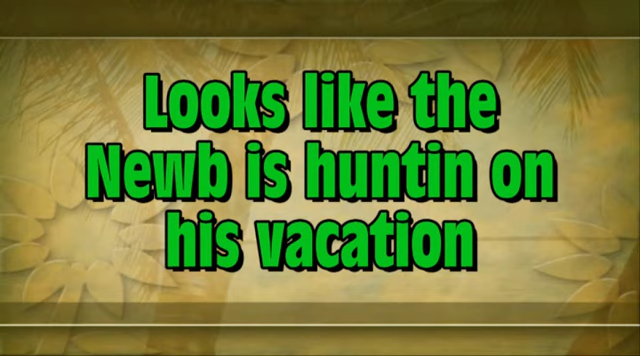 Looks like the
Newb is huntin on
his vacation